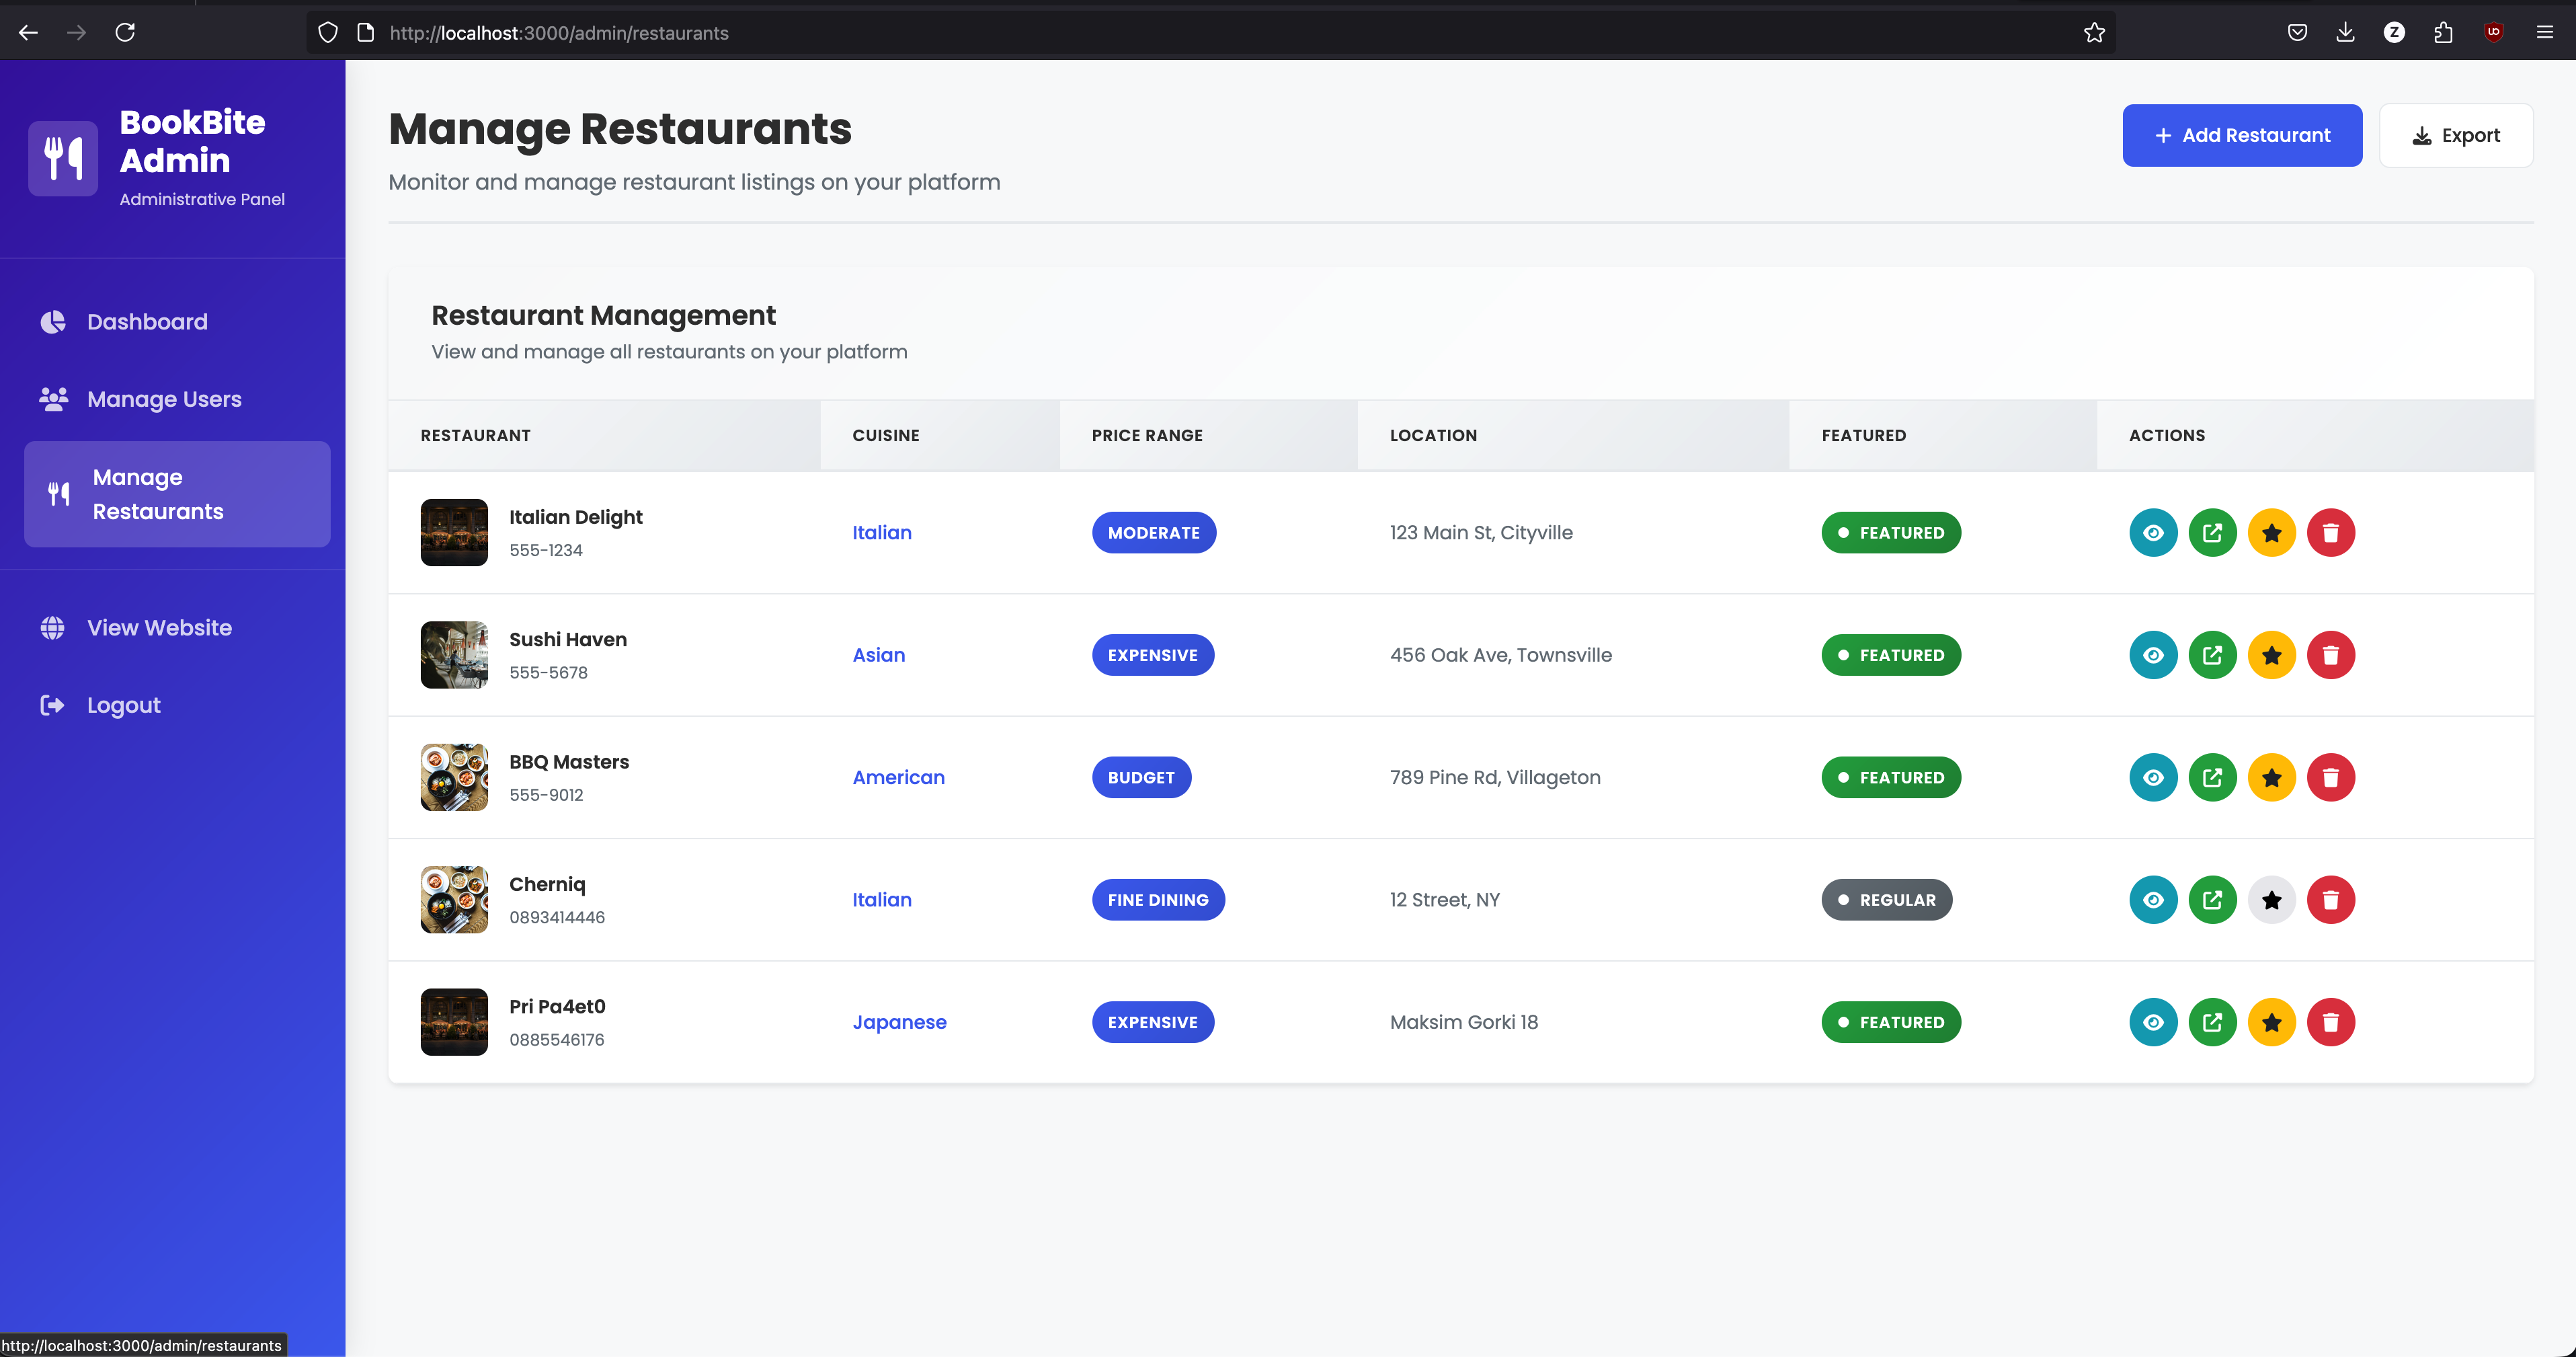 http://localhost:3000/admin/restaurants
BookBite
Admin
Administrative Panel
Dashboard
Manage Users
Manage
Restaurants
View Website
Logout
Manage Restaurants
Monitor and manage restaurant listings on your platform
Add Restaurant
Export
Restaurant Management
View and manage all restaurants on your platform
RESTAURANT CUISINE PRICE RANGE LOCATION FEATURED ACTIONS
Italian Delight
555-1234
Italian
MODERATE
123 Main St, Cityville
FEATURED
Sushi Haven
555-5678
Asian
EXPENSIVE
456 Oak Ave, Townsville
FEATURED
BBQ Masters
555-9012
American
BUDGET
789 Pine Rd, Villageton
FEATURED
Cherniq
0893414446
Italian
FINE DINING
12 Street, NY
REGULAR
Pri Pa4et0
0885546176
Japanese
EXPENSIVE
Maksim Gorki 18
FEATURED
http://localhost:3000/admin/restaurants